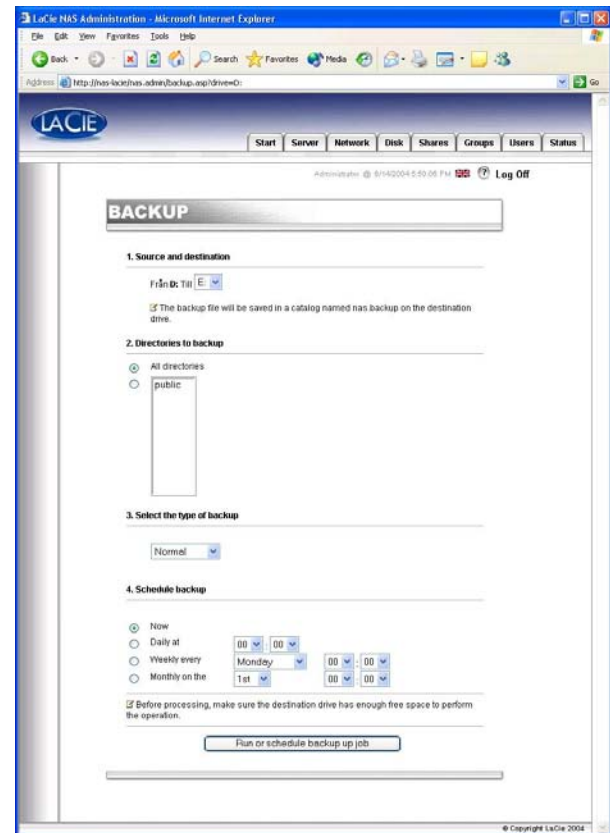 LaCie NAS Administration - Microsoft Internet Explorer
File Edit View Favorites Tools Help
Back Search Favorites Media
Address http://nas-lacie/nas.admin/backup.asp?drive=D: Go
LACIE
Start Server Network Disk Shares Groups Users Status
Administrator @ 6/14/2004 Log Off
BACKUP
1. Source and destination
Från D: Till E:
The backup file will be saved in a catalog named nas backup on the destination
drive.
2. Directories to backup
All directories
public
3. Select the type of backup
Normal
4. Schedule backup
Now
Daily at 00 : 00
Weekly every Monday 00 : 00
Monthly on the 1st 00 : 00
Before processing, make sure the destination drive has enough free space to perform
the operation.
Run or schedule backup up job
© Copyright LaCie 2004